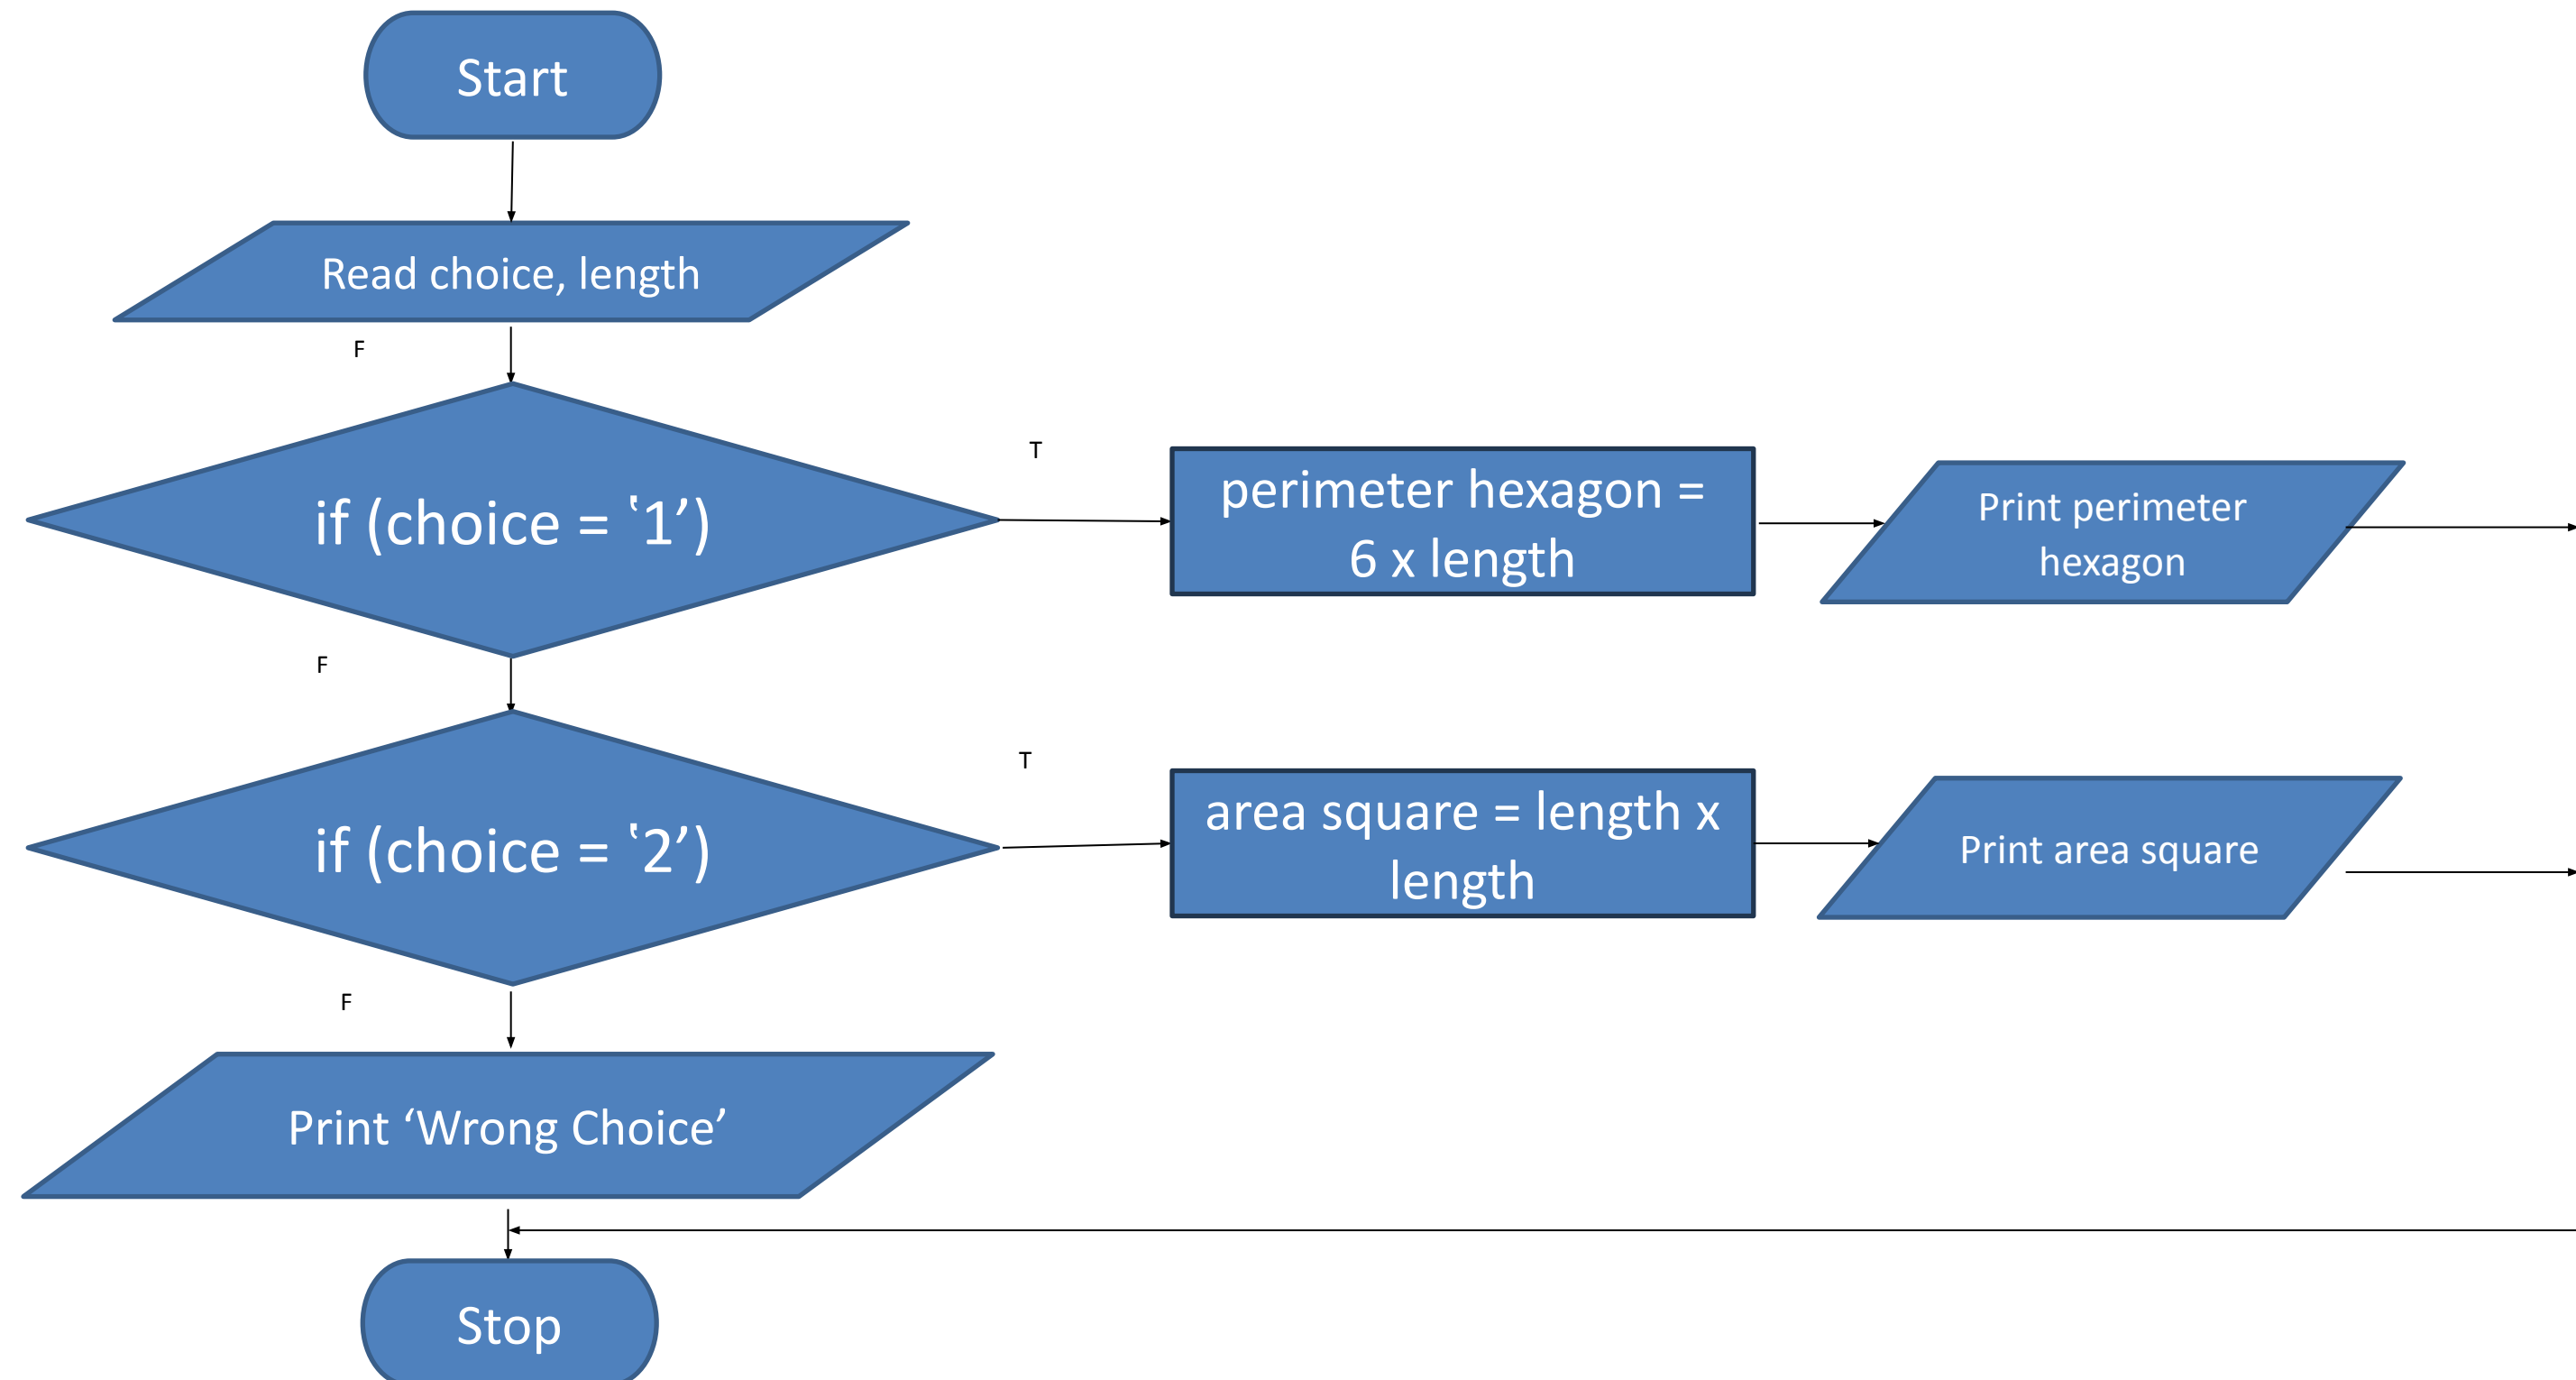 Start
Read choice, length
F
if (choice = ‘1’)
T
perimeter hexagon =
6 x length
Print perimeter
hexagon
F
if (choice = ‘2’)
T
area square = length x
length
Print area square
F
Print ‘Wrong Choice’
Stop